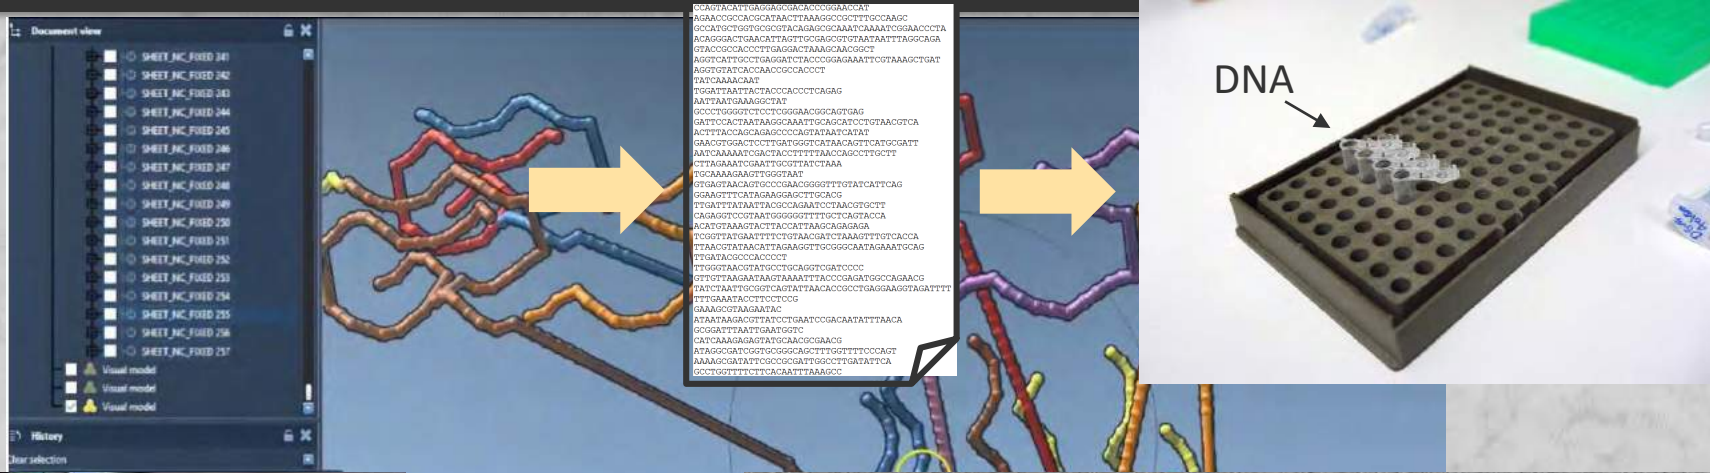 Document view
SHEET_NC_FIXED 241
SHEET_NC_FIXED 242
SHEET_NC_FIXED 243
SHEET_NC_FIXED 244
SHEET_NC_FIXED 245
SHEET_NC_FIXED 246
SHEET_NC_FIXED 247
SHEET_NC_FIXED 248
SHEET_NC_FIXED 249
SHEET_NC_FIXED 250
SHEET_NC_FIXED 251
SHEET_NC_FIXED 252
SHEET_NC_FIXED 253
SHEET_NC_FIXED 254
SHEET_NC_FIXED 255
SHEET_NC_FIXED 256
SHEET_NC_FIXED 257
Visual model
Visual model
Visual model
History
Clear selection
CCAGTACATTGAGGAGCGACACCCGGAACCAT
AGAACCGCCACGCATAACTTAAAGGCCGCTTTGCCAAGC
GCCATGCTGGTGCGCGTACAGAGCGCAAATCAAAATCGGAACCCTA
ACAGGGACTGAACATTAGTTGCGAGCGTGTAATAATTTAGGCAGA
GTACCGCCACCCTTGAGGACTAAAGCAACGGCT
AGGTCATTGCCTGAGGATCTACCCGGAGAAATTCGTAAAGCTGAT
AGGTGTATCACCAACCGCCACCCT
TATCAAAACAAT
TGGATTAATTACTACCCACCCTCAGAG
AATTAATGAAAGGCTAT
GCCCTGGGGTCTCCTCGGGAACGGCAGTGAG
GATTCCACTAATAAGGCAAATTGCAGCATCCTGTAACGTCA
ACTTTACCAGCAGAGCCCCAGTATAATCATAT
GAACGTGGACTCCTTGATGGGTCATAACAGTTCATGCGATT
AATCAAAAATCGACTACCTTTTTAACCAGCCTTGCTT
CTTAGAAATCGAATTGCGTTATCTAAA
TGCAAAAGAAGTTGGGTAAT
GTGAGTAACAGTGCCCGAACGGGGTTTGTATCATTCAG
GGAAGTTTCATAGAAGGAGCTTGCACG
TTGATTTATAATTACGCCAGAATCCTAACGTGCTT
CAGAGGTCCGTAATGGGGGGTTTTGCTCAGTACCA
ACATGTAAAGTACTTACCATTAAGCAGAGAGA
TCGGTTATGAATTTTCTGTAACGATCTAAAGTTTGTCACCA
TTAACGTATAACATTAGAAGGTTGCGGGCAATAGAAATGCAG
TTGATACGCCCACCCCT
TTGGGTAACGTATGCCTGCAGGTCGATCCCC
GTTGTTAAGAATAAGTAAAATTTACCCGAGATGGCCAGAACG
TATCTAATTGCGGTCAGTATTAACACCGCCTGAGGAAGGTAGATTTT
TTTGAAATACCTTCCTCCG
GAAAGCGTAAGAATAC
ATAATAAGACGTTATCCTGAATCCGACAATATTTAACA
GCGGATTTAATTGAATGGTC
CATCAAAGAGAGTATGCAACGCGAACG
ATAGGCGATCGGTGCGGGCAGCTTTGGTTTTCCCAGT
AAAAGCGATATTCGCCGCGATTGGCCTTGATATTCA
GCCTGGTTTTCTTCACAATTTAAAGCC
DNA